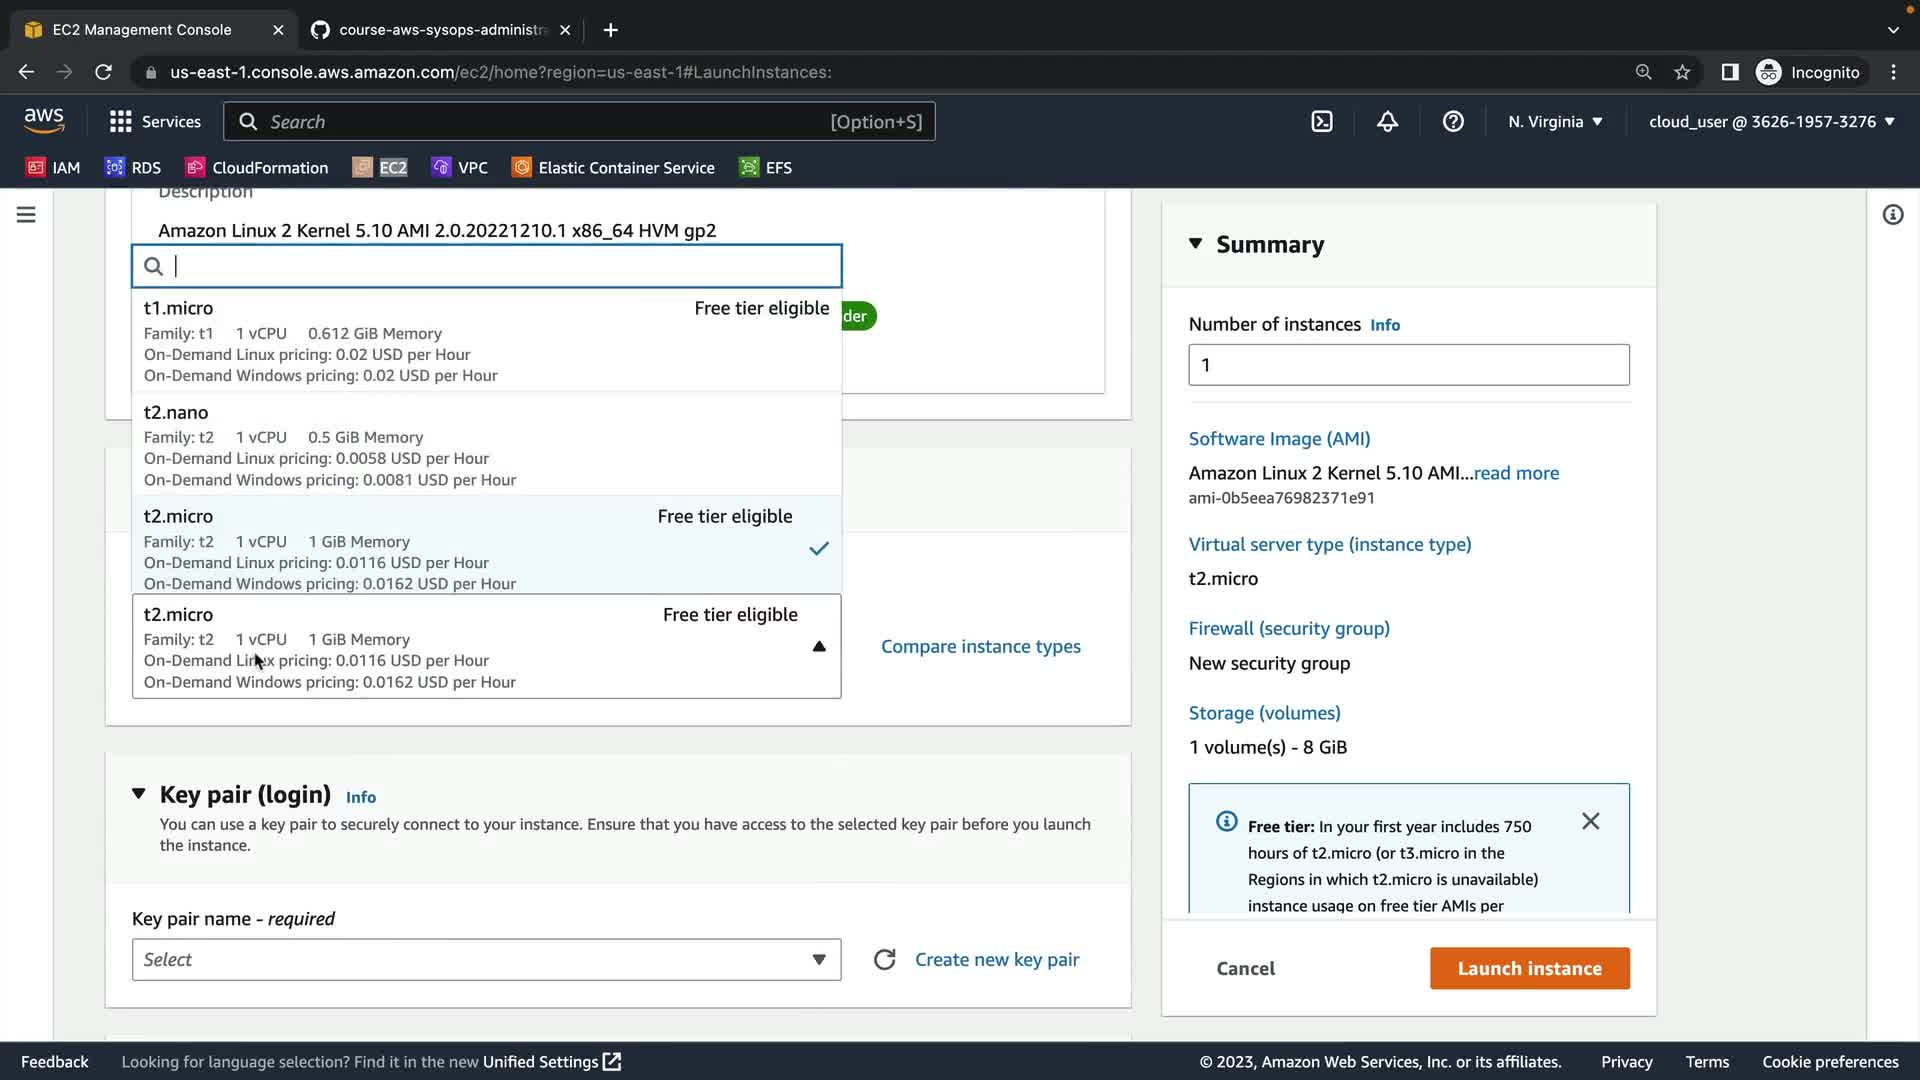 EC2 Management Console
course-aws-sysops-administra
us-east-1.console.aws.amazon.com/ec2/home?region=us-east-1#LaunchInstances:
Incognito
aws
Services
Search
[Option+S]
N. Virginia
cloud_user @ 3626-1957-3276
IAM
RDS
CloudFormation
EC2
VPC
Elastic Container Service
EFS
Description
Amazon Linux 2 Kernel 5.10 AMI 2.0.20221210.1 x86_64 HVM gp2
t1.micro Free tier eligible
Family: t1 1 vCPU 0.612 GiB Memory
On-Demand Linux pricing: 0.02 USD per Hour
On-Demand Windows pricing: 0.02 USD per Hour
der
t2.nano
Family: t2 1 vCPU 0.5 GiB Memory
On-Demand Linux pricing: 0.0058 USD per Hour
On-Demand Windows pricing: 0.0081 USD per Hour
t2.micro Free tier eligible
Family: t2 1 vCPU 1 GiB Memory
On-Demand Linux pricing: 0.0116 USD per Hour
On-Demand Windows pricing: 0.0162 USD per Hour
t2.micro Free tier eligible
Family: t2 1 vCPU 1 GiB Memory
On-Demand Linux pricing: 0.0116 USD per Hour
On-Demand Windows pricing: 0.0162 USD per Hour
Compare instance types
Key pair (login) Info
You can use a key pair to securely connect to your instance. Ensure that you have access to the selected key pair before you launch
the instance.
Key pair name - required
Select
Create new key pair
Summary
Number of instances Info
1
Software Image (AMI)
Amazon Linux 2 Kernel 5.10 AMI...read more
ami-0b5eea76982371e91
Virtual server type (instance type)
t2.micro
Firewall (security group)
New security group
Storage (volumes)
1 volume(s) - 8 GiB
Free tier: In your first year includes 750
hours of t2.micro (or t3.micro in the
Regions in which t2.micro is unavailable)
instance usage on free tier AMIs per
Cancel
Launch instance
Feedback
Looking for language selection? Find it in the new Unified Settings
© 2023, Amazon Web Services, Inc. or its affiliates.
Privacy
Terms
Cookie preferences